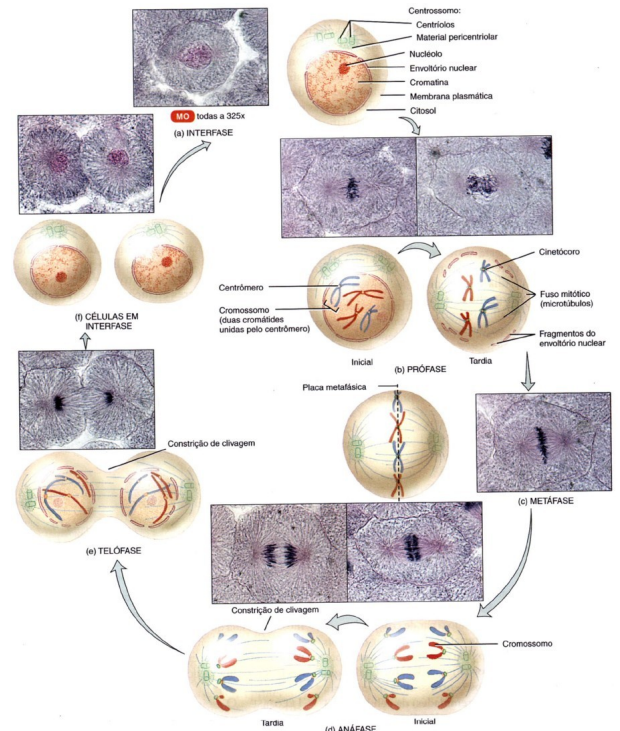 Centrossomo:
Centríolos
Material pericentriolar
Nucléolo
Envoltório nuclear
Cromatina
Membrana plasmática
Citosol
MO todas a 325x
(a) INTERFASE
Cinetócoro
Centrômero
Cromossomo
(duas cromátides
unidas pelo centrômero)
Fuso mitótico
(microtúbulos)
Fragmentos do
envoltório nuclear
Inicial
Tardia
(b) PRÓFASE
(f) CÉLULAS EM
INTERFASE
Placa metafásica
(c) METÁFASE
Constrição de clivagem
(e) TELÓFASE
Constrição de clivagem
Cromossomo
Tardia
Inicial
(d) ANÁFASE